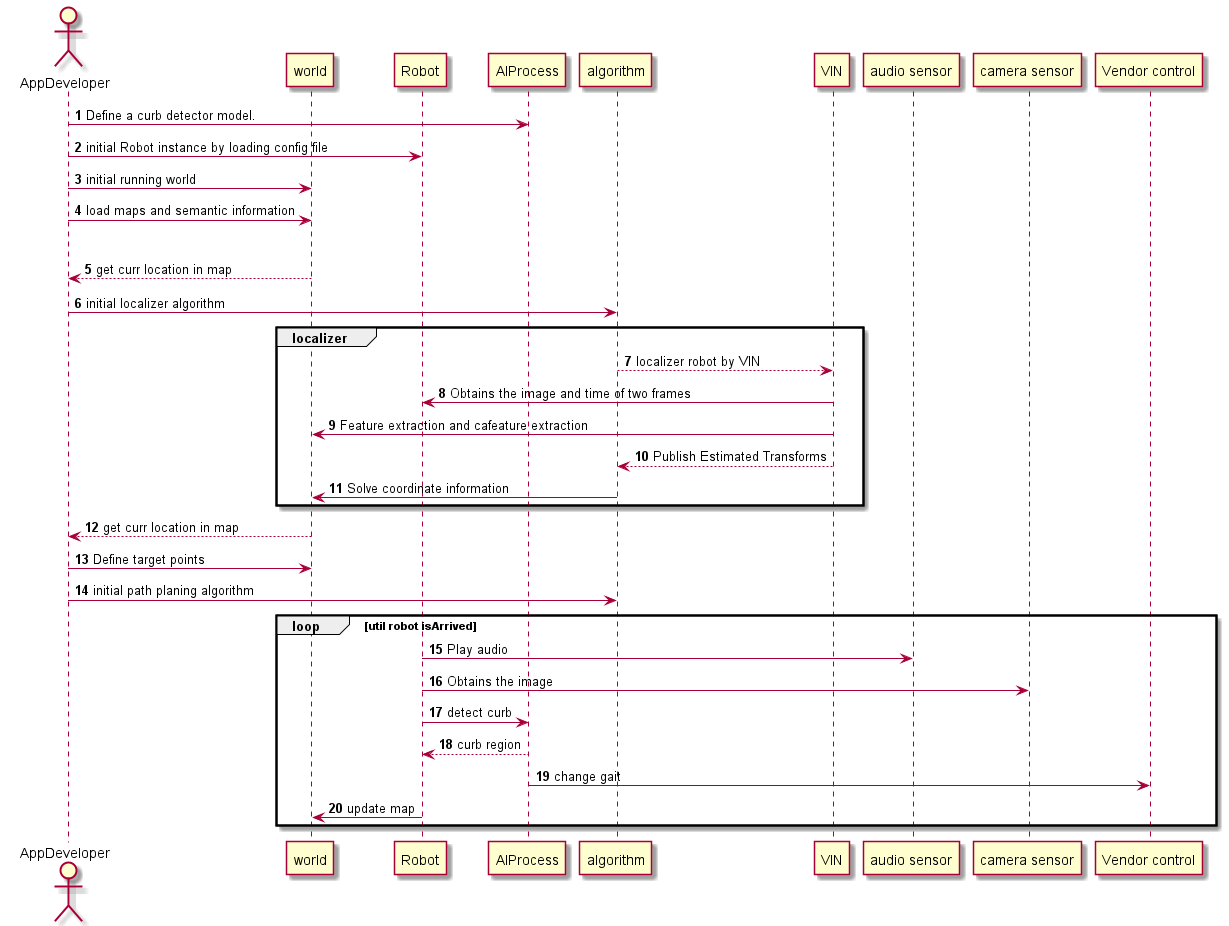 AppDeveloper
world
Robot
AIProcess
algorithm
VIN
audio sensor
camera sensor
Vendor control
1 Define a curb detector model.
2 initial Robot instance by loading config file
3 initial running world
4 load maps and semantic information
5 get curr location in map
6 initial localizer algorithm
localizer
7 localizer robot by VIN
8 Obtains the image and time of two frames
9 Feature extraction and cafeature extraction
10 Publish Estimated Transforms
11 Solve coordinate information
12 get curr location in map
13 Define target points
14 initial path planing algorithm
loop [util robot isArrived]
15 Play audio
16 Obtains the image
17 detect curb
18 curb region
19 change gait
20 update map
AppDeveloper
world
Robot
AIProcess
algorithm
VIN
audio sensor
camera sensor
Vendor control